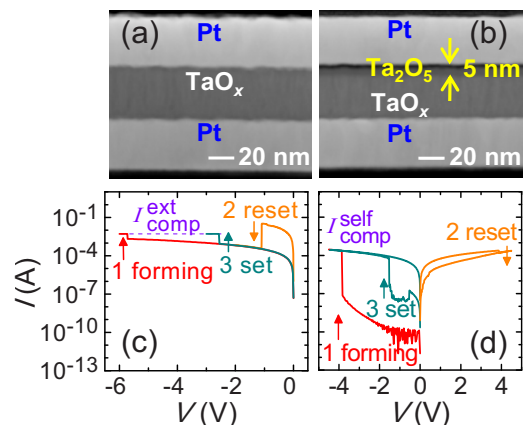 (a)
Pt
TaOₓ
Pt
20 nm
(b)
Pt
Ta₂O₅
5 nm
TaOₓ
Pt
20 nm
I (A)
10⁻¹
10⁻⁴
10⁻⁷
10⁻¹⁰
10⁻¹³
I ext comp
2 reset
1 forming
3 set
(c)
-6
-4
-2
0
V (V)
I self comp
2 reset
3 set
1 forming
(d)
-4
-2
0
2
4
V (V)